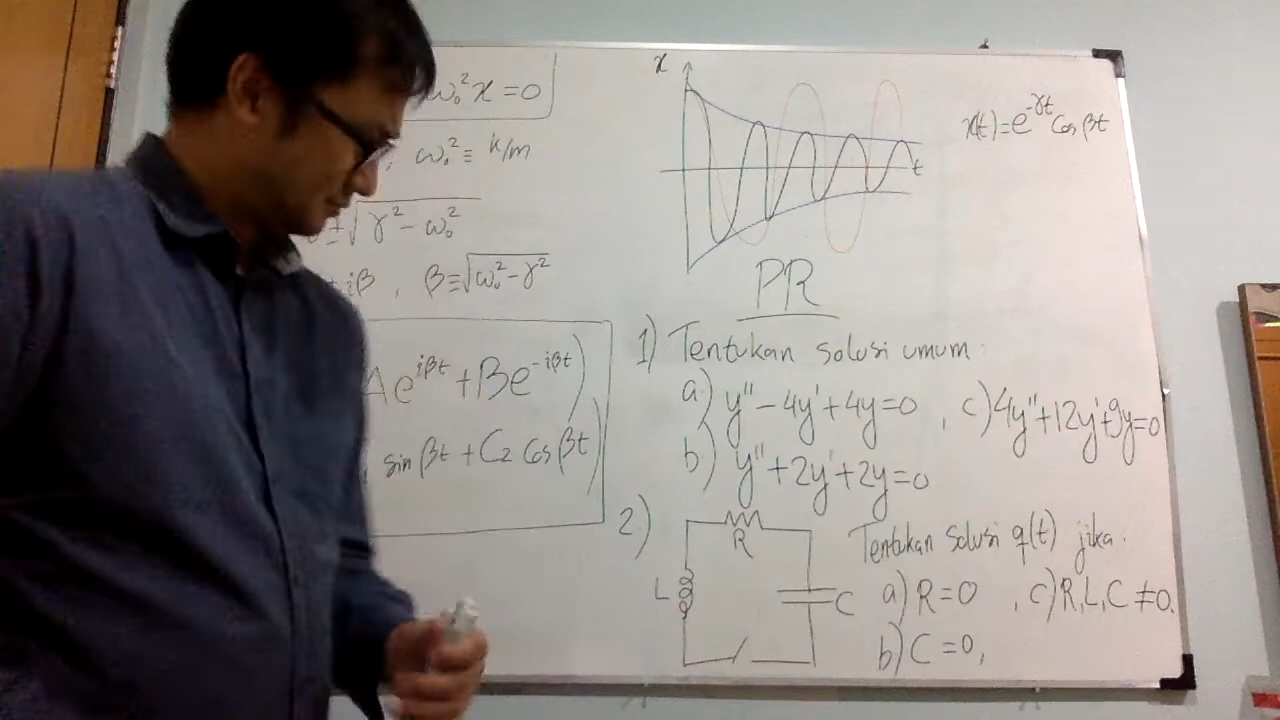 ω₀²x = 0
, ω₀² ≡ k/m
±√γ² − ω₀²
iβ , β ≡ √ω₀² − γ²
Ae^{iβt} + Be^{−iβt})
sin βt + C₂ Cos βt)
x
t
x(t) = e^{−γt} Cos βt
PR
1) Tentukan solusi umum :
a) y'' − 4y' + 4y = 0 , c) 4y'' + 12y' + 9y = 0
b) y'' + 2y' + 2y = 0
2)
R
L
C
Tentukan Solusi q(t) jika :
a) R = 0 , c) R, L, C ≠ 0.
b) C = 0,